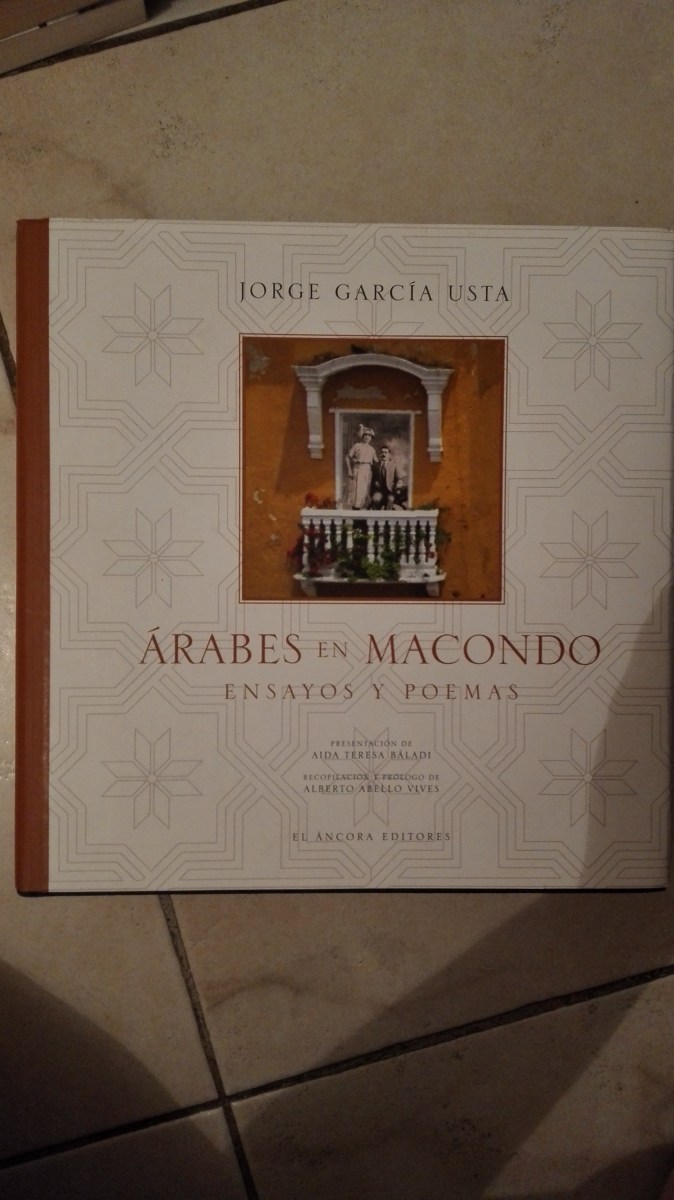 JORGE GARCÍA USTA
ÁRABES EN MACONDO
ENSAYOS Y POEMAS
PRESENTACIÓN DE
AIDA TERESA BÁLADI
RECOPILACIÓN Y PRÓLOGO DE
ALBERTO ABELLO VIVES
EL ÁNCORA EDITORES